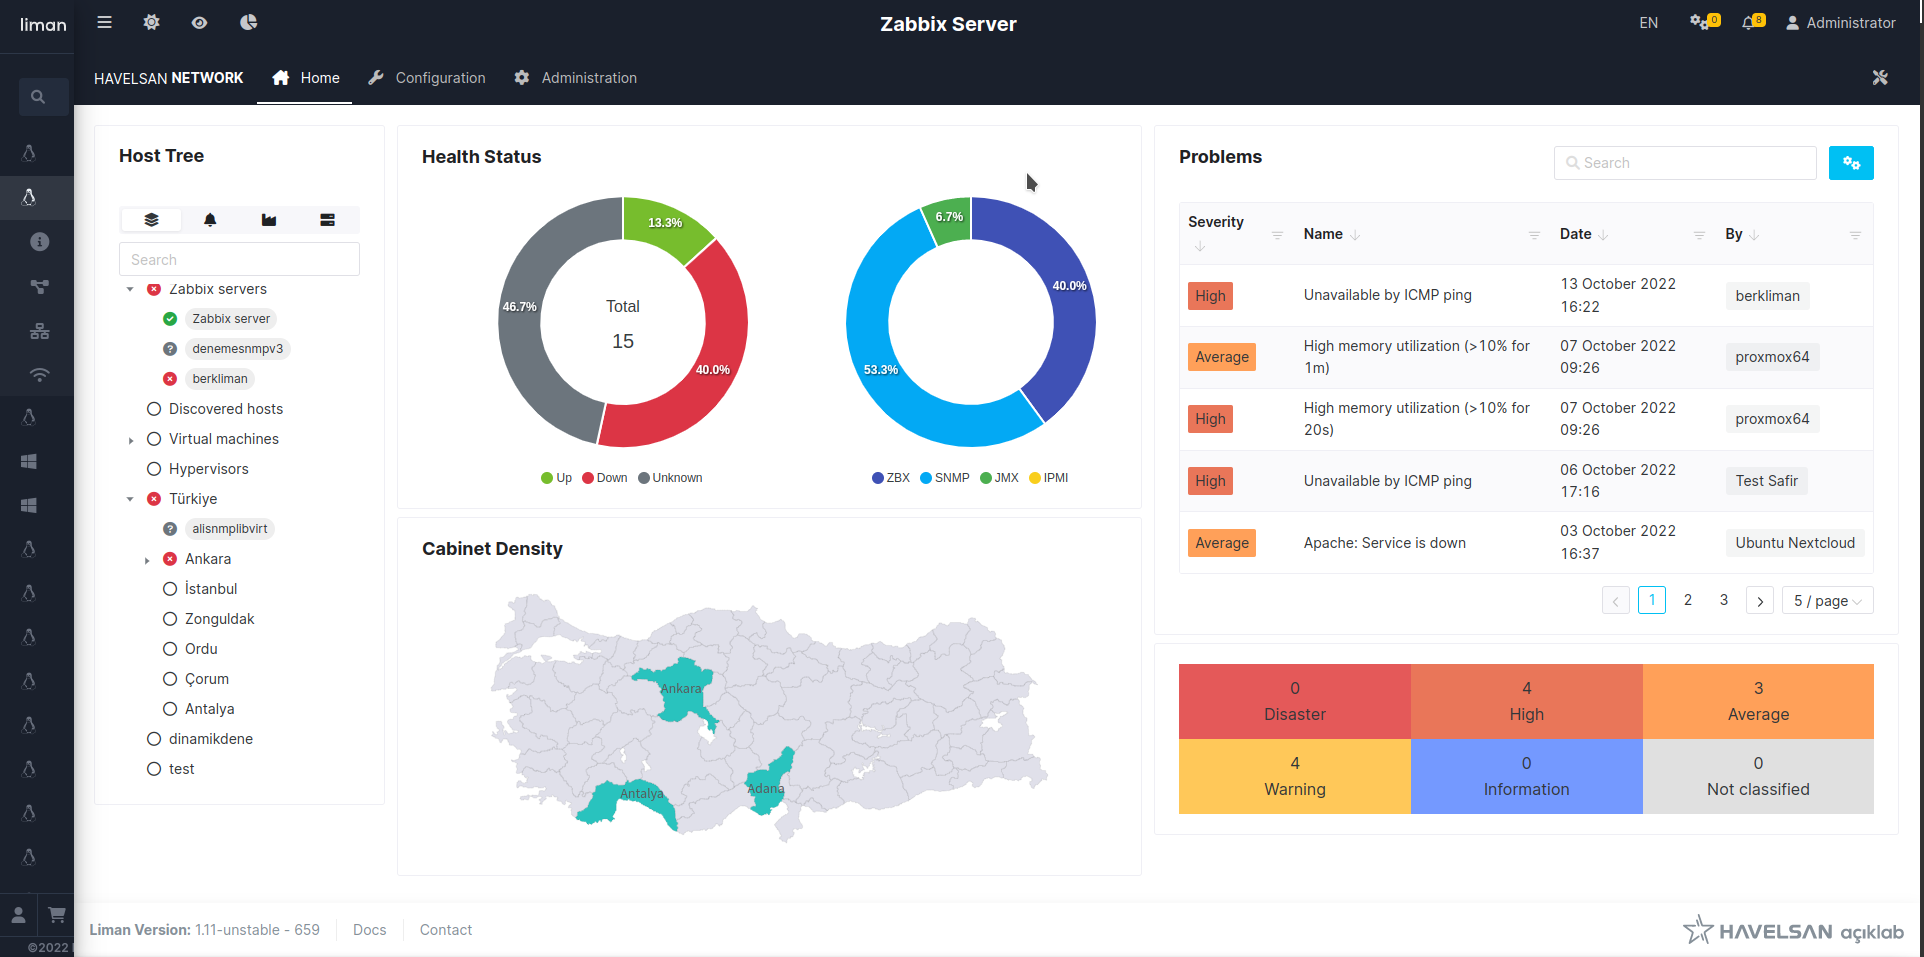 liman
Zabbix Server
EN
0
8
Administrator
HAVELSAN NETWORK
Home
Configuration
Administration
Host Tree
Search
Zabbix servers
Zabbix server
denemesnmpv3
berkliman
Discovered hosts
Virtual machines
Hypervisors
Türkiye
alisnmplibvirt
Ankara
İstanbul
Zonguldak
Ordu
Çorum
Antalya
dinamikdene
test
Health Status
13.3%
46.7%
40.0%
Total
15
Up Down Unknown
6.7%
40.0%
53.3%
ZBX SNMP JMX IPMI
Cabinet Density
Ankara
Antalya
Adana
Problems
Search
Severity Name Date By
High Unavailable by ICMP ping 13 October 2022 berkliman
16:22
Average High memory utilization (>10% for 07 October 2022 proxmox64
1m) 09:26
High High memory utilization (>10% for 07 October 2022 proxmox64
20s) 09:26
High Unavailable by ICMP ping 06 October 2022 Test Safir
17:16
Average Apache: Service is down 03 October 2022 Ubuntu Nextcloud
16:37
1 2 3 5 / page
0 4 3
Disaster High Average
4 0 0
Warning Information Not classified
Liman Version: 1.11-unstable - 659 Docs Contact
HAVELSAN açıklab
©2022